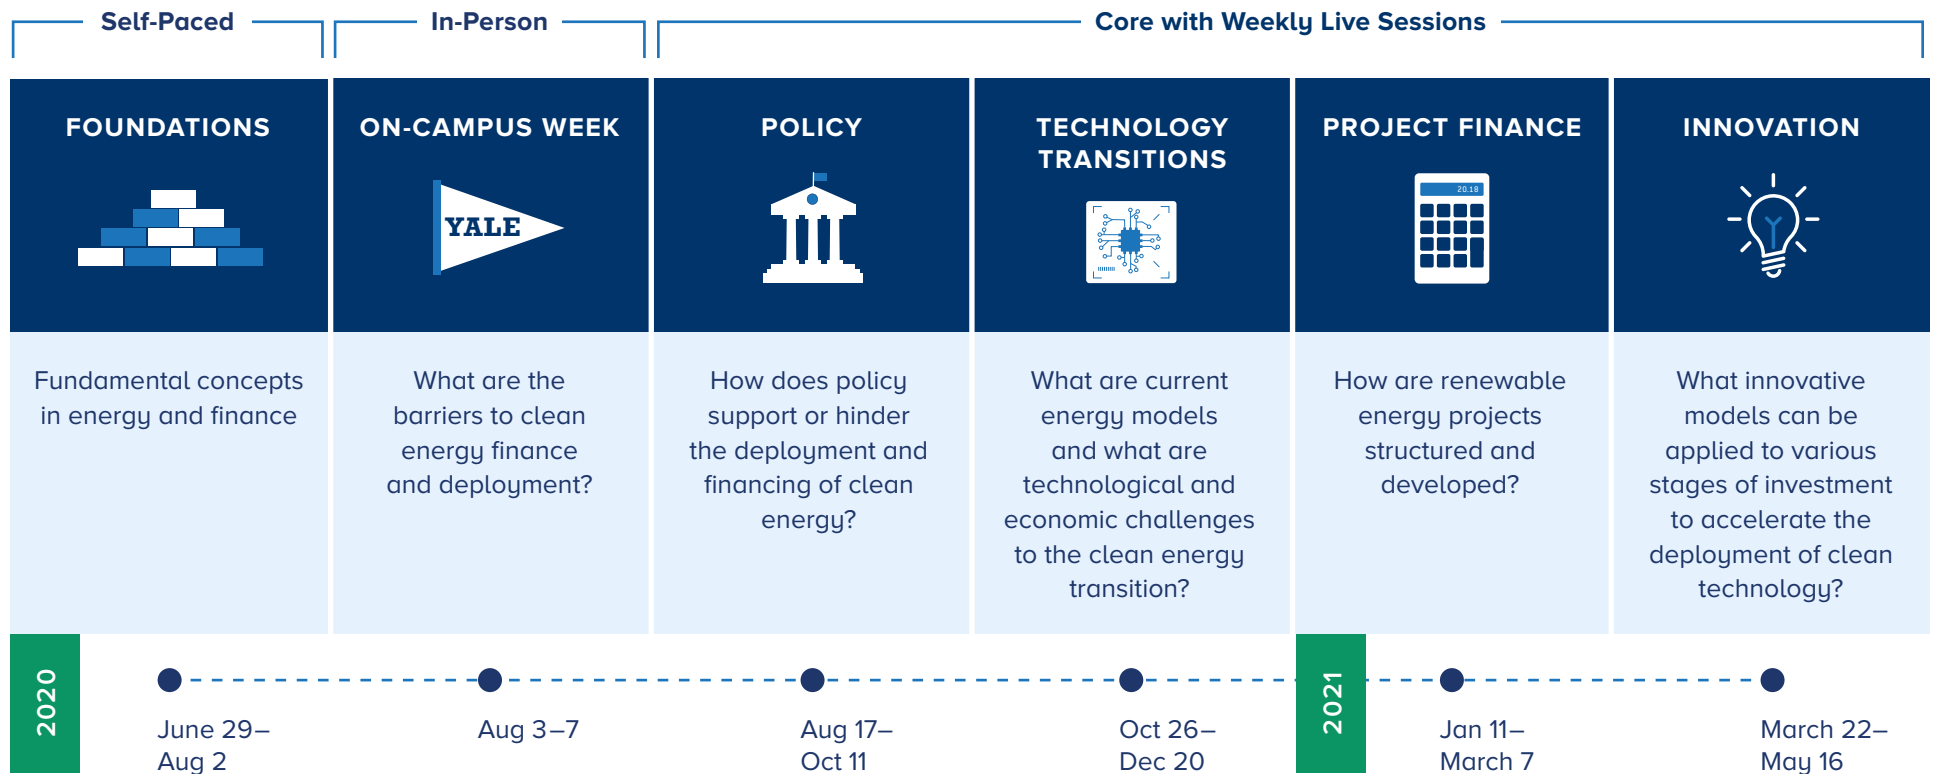 Self-Paced
In-Person
Core with Weekly Live Sessions
FOUNDATIONS
Fundamental concepts
in energy and finance
ON-CAMPUS WEEK
YALE
What are the
barriers to clean
energy finance
and deployment?
POLICY
How does policy
support or hinder
the deployment and
financing of clean
energy?
TECHNOLOGY
TRANSITIONS
What are current
energy models
and what are
technological and
economic challenges
to the clean energy
transition?
PROJECT FINANCE
20.18
How are renewable
energy projects
structured and
developed?
INNOVATION
What innovative
models can be
applied to various
stages of investment
to accelerate the
deployment of clean
technology?
2020
June 29–
Aug 2
Aug 3–7
Aug 17–
Oct 11
Oct 26–
Dec 20
2021
Jan 11–
March 7
March 22–
May 16